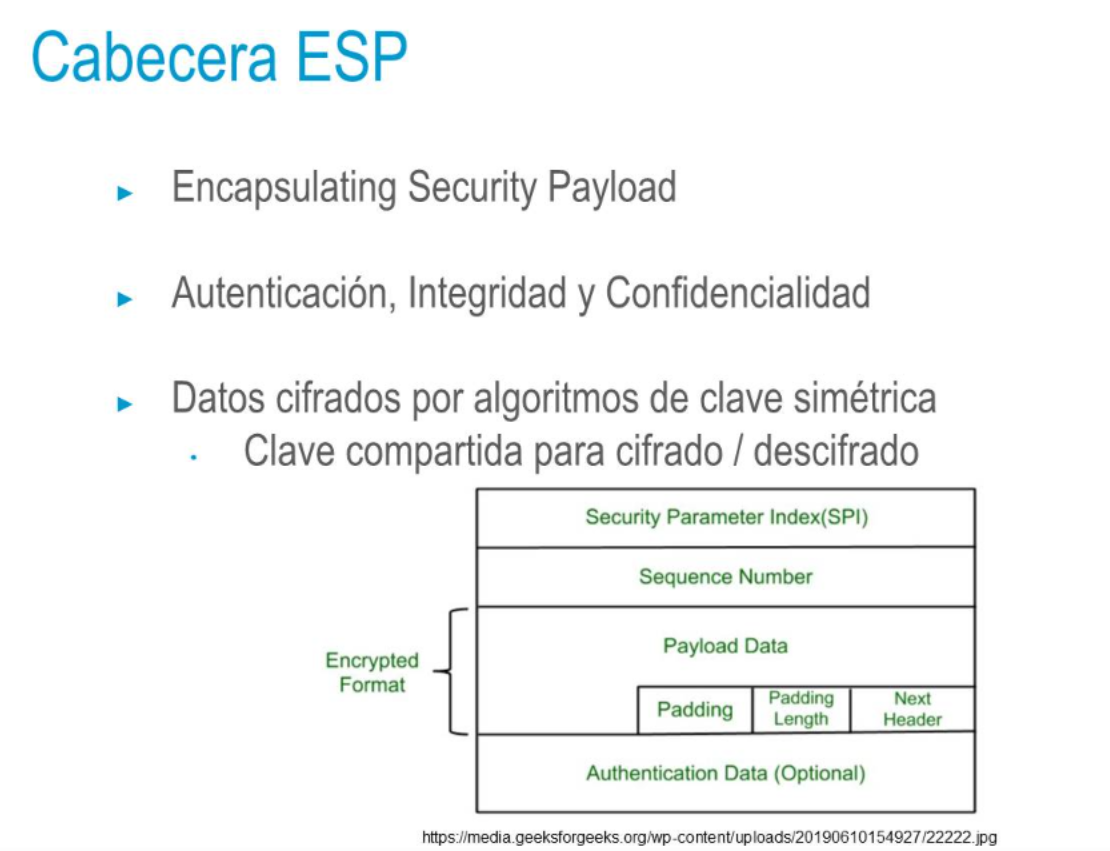 Cabecera ESP
Encapsulating Security Payload
Autenticación, Integridad y Confidencialidad
Datos cifrados por algoritmos de clave simétrica
Clave compartida para cifrado / descifrado
Security Parameter Index(SPI)
Sequence Number
Encrypted
Format
Payload Data
Padding
Padding
Length
Next
Header
Authentication Data (Optional)
https://media.geeksforgeeks.org/wp-content/uploads/20190610154927/22222.jpg